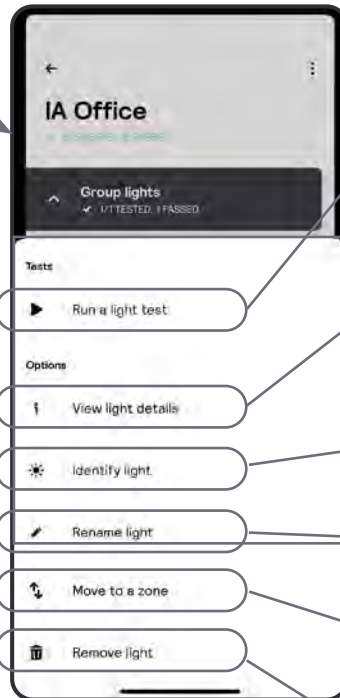 IA Office
Group lights
1/1 TESTED, 1 PASSED
Tests
Run a light test
Options
View light details
Identify light
Rename light
Move to a zone
Remove light